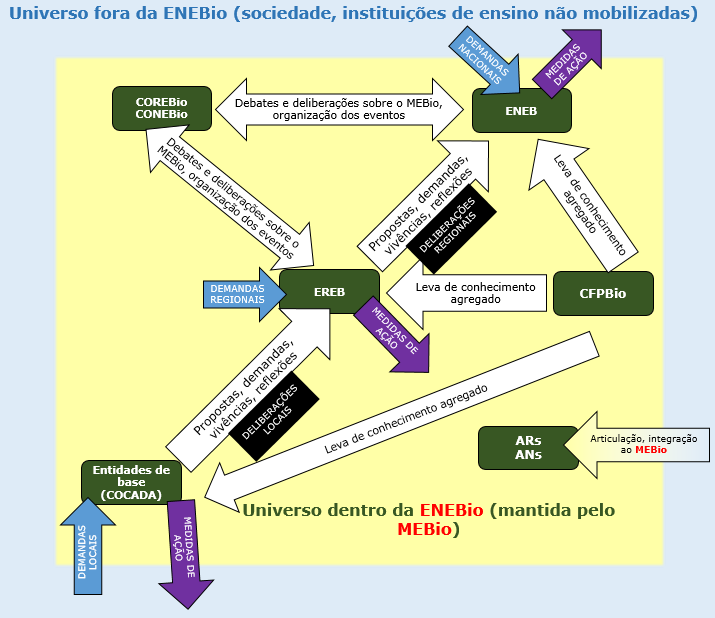 Universo fora da ENEBio (sociedade, instituições de ensino não mobilizadas)
DEMANDAS
NACIONAIS
MEDIDAS
DE AÇÃO
COREBio
CONEBio
Debates e deliberações sobre o MEBio,
organização dos eventos
ENEB
Debates e deliberações sobre o
MEBio, organização dos eventos
Propostas, demandas,
vivências, reflexões
DELIBERAÇÕES
REGIONAIS
Leva de conhecimento
agregado
DEMANDAS
REGIONAIS
EREB
Leva de conhecimento
agregado
CFPBio
MEDIDAS DE
AÇÃO
Propostas, demandas,
vivências, reflexões
DELIBERAÇÕES
LOCAIS
Leva de conhecimento agregado
ARs
ANs
Articulação, integração
ao MEBio
Entidades de
base
(COCADA)
Universo dentro da ENEBio (mantida pelo
MEBio)
DEMANDAS
LOCAIS
MEDIDAS DE
AÇÃO